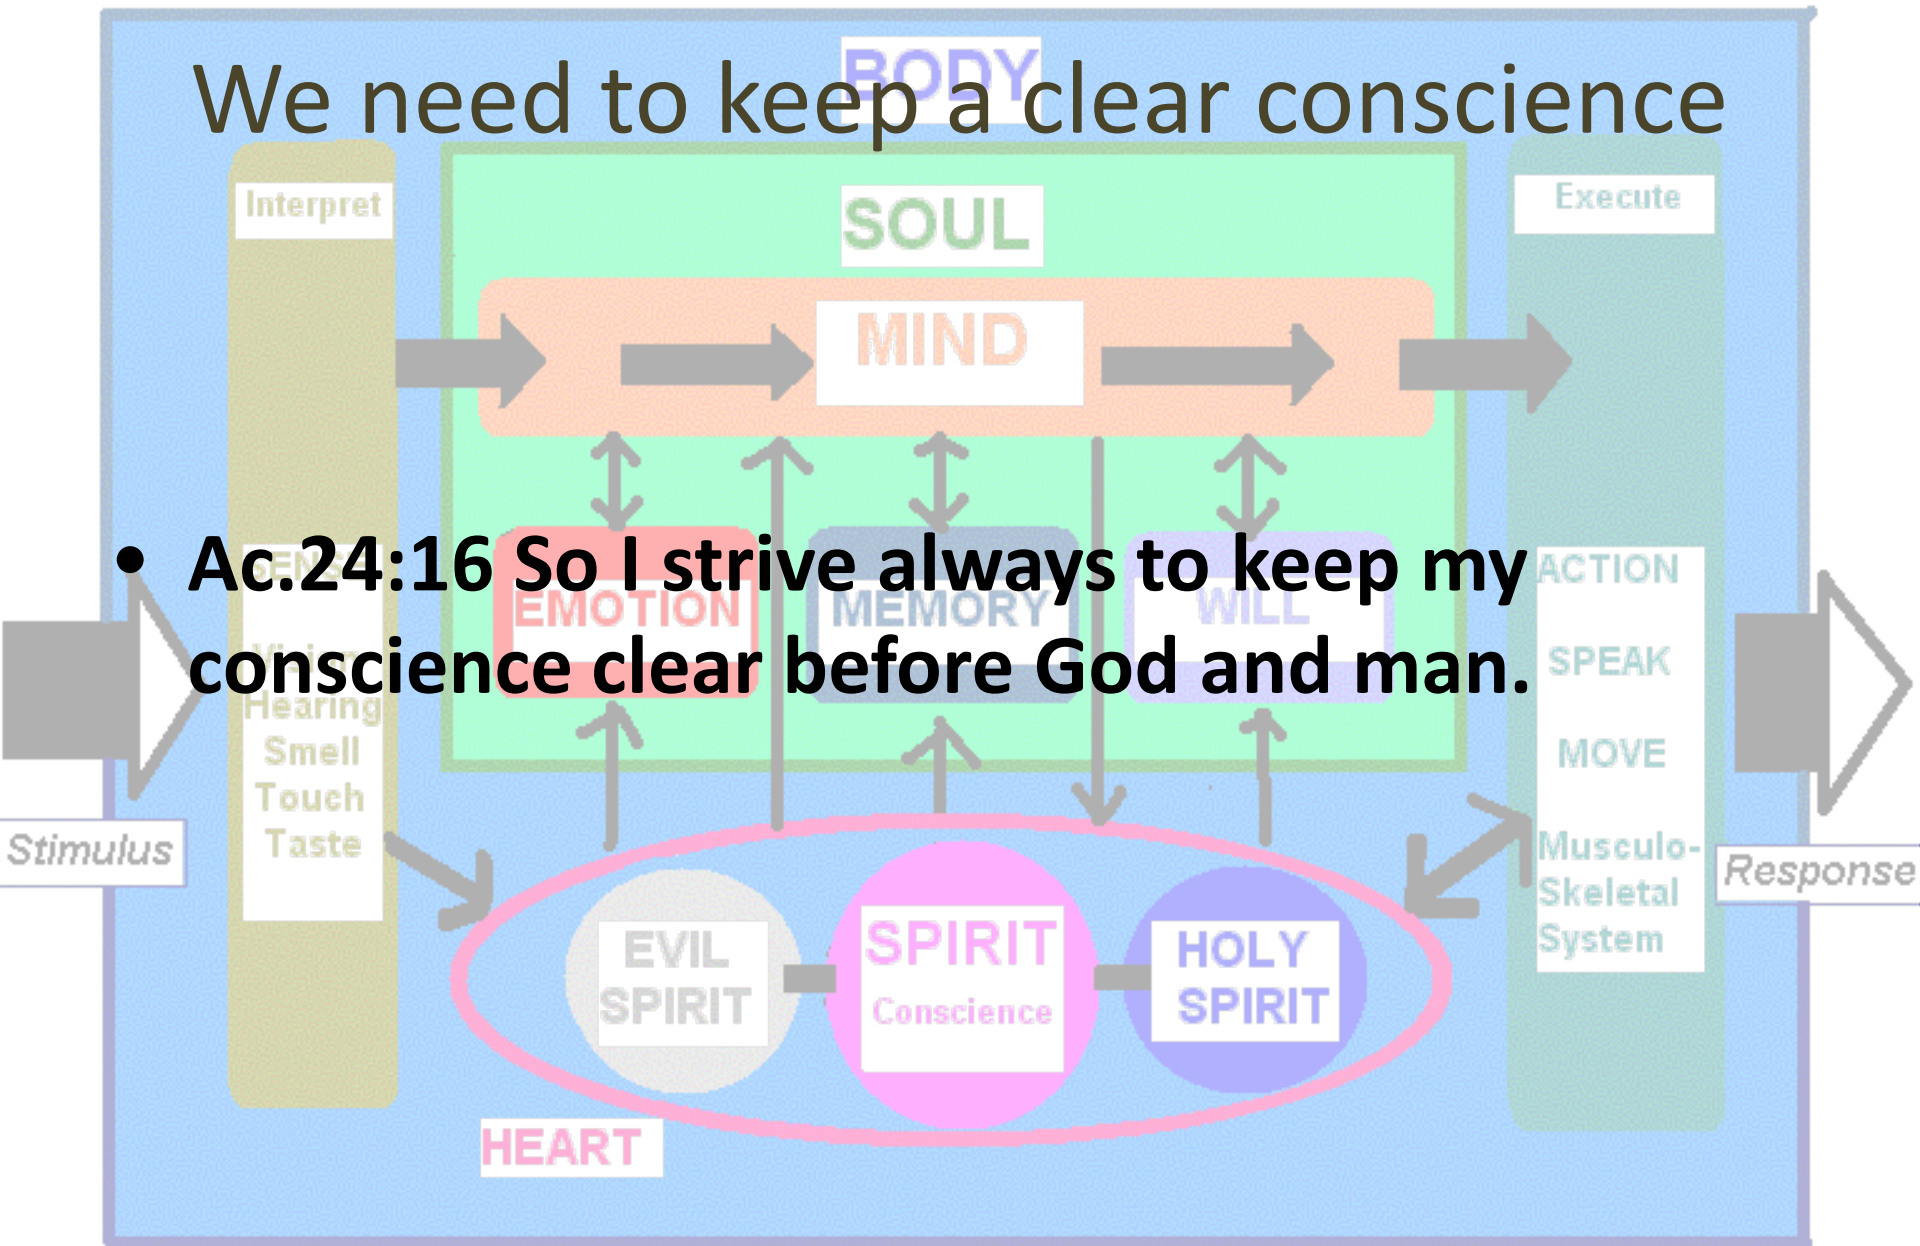 BODY
We need to keep a clear conscience
Interpret
SOUL
Execute
MIND
• Ac.24:16 So I strive always to keep my
conscience clear before God and man.
EMOTION
MEMORY
WILL
Hearing
Smell
Touch
Taste
ACTION
SPEAK
MOVE
Musculo-
Skeletal
System
Stimulus
Response
EVIL
SPIRIT
SPIRIT
Conscience
HOLY
SPIRIT
HEART